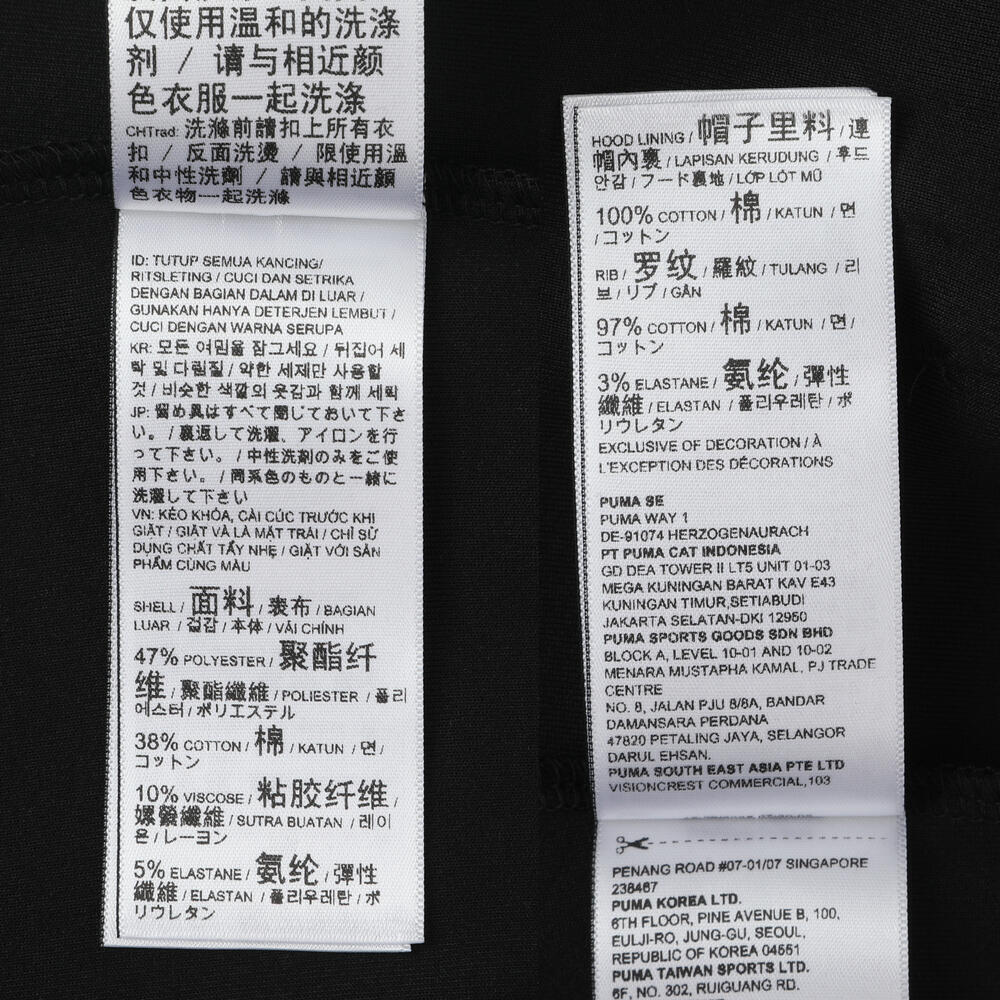 仅使用温和的洗涤
剂 / 请与相近颜
色衣服一起洗涤
CHTrad: 洗滌前請扣上所有衣
扣 / 反面洗燙 / 限使用溫
和中性洗劑 / 請與相近顏
色衣物一起洗滌
ID: TUTUP SEMUA KANCING/
RITSLETING / CUCI DAN SETRIKA
DENGAN BAGIAN DALAM DI LUAR /
GUNAKAN HANYA DETERJEN LEMBUT /
CUCI DENGAN WARNA SERUPA
KR: 모든 여밈을 잠그세요 / 뒤집어 세
탁 및 다림질 / 약한 세제만 사용할
것 / 비슷한 색깔의 옷감과 함께 세탁
JP: 留め具はすべて閉じておいて下さ
い。 / 裏返して洗濯、アイロンを行
って下さい。 / 中性洗剤のみをご使
用下さい。 / 同系色のものと一緒に
洗濯して下さい
VN: KÉO KHÓA, CÀI CÚC TRƯỚC KHI
GIẶT / GIẶT VÀ LÀ MẶT TRÁI / CHỈ SỬ
DỤNG CHẤT TẨY NHẸ / GIẶT VỚI SẢN
PHẨM CÙNG MÀU
SHELL / 面料 / 表布 / BAGIAN
LUAR / 겉감 / 本体 / VẢI CHÍNH
47% POLYESTER / 聚酯纤
维 / 聚酯纖維 / POLIESTER / 폴리
에스터 / ポリエステル
38% COTTON / 棉 / KATUN / 면 /
コットン
10% VISCOSE / 粘胶纤维 /
嫘縈纖維 / SUTRA BUATAN / 레이
온 / レーヨン
5% ELASTANE / 氨纶 / 彈性
纖維 / ELASTAN / 폴리우레탄 / ポ
リウレタン
HOOD LINING / 帽子里料 / 連
帽內裏 / LAPISAN KERUDUNG / 후드
안감 / フード裏地 / LỚP LÓT MŨ
100% COTTON / 棉 / KATUN / 면
/ コットン
RIB / 罗纹 / 羅紋 / TULANG / 리
브 / リブ / GÂN
97% COTTON / 棉 / KATUN / 면 /
コットン
3% ELASTANE / 氨纶 / 彈性
纖維 / ELASTAN / 폴리우레탄 / ポ
リウレタン
EXCLUSIVE OF DECORATION / À
L'EXCEPTION DES DÉCORATIONS
PUMA SE
PUMA WAY 1
DE-91074 HERZOGENAURACH
PT PUMA CAT INDONESIA
GD DEA TOWER II LT5 UNIT 01-03
MEGA KUNINGAN BARAT KAV E43
KUNINGAN TIMUR,SETIABUDI
JAKARTA SELATAN-DKI 12950
PUMA SPORTS GOODS SDN BHD
BLOCK A, LEVEL 10-01 AND 10-02
MENARA MUSTAPHA KAMAL, PJ TRADE
CENTRE
NO. 8, JALAN PJU 8/8A, BANDAR
DAMANSARA PERDANA
47820 PETALING JAYA, SELANGOR
DARUL EHSAN.
PUMA SOUTH EAST ASIA PTE LTD
VISIONCREST COMMERCIAL,103
PENANG ROAD #07-01/07 SINGAPORE
238467
PUMA KOREA LTD.
6TH FLOOR, PINE AVENUE B, 100,
EULJI-RO, JUNG-GU, SEOUL,
REPUBLIC OF KOREA 04551
PUMA TAIWAN SPORTS LTD.
6F, NO. 302, RUIGUANG RD.